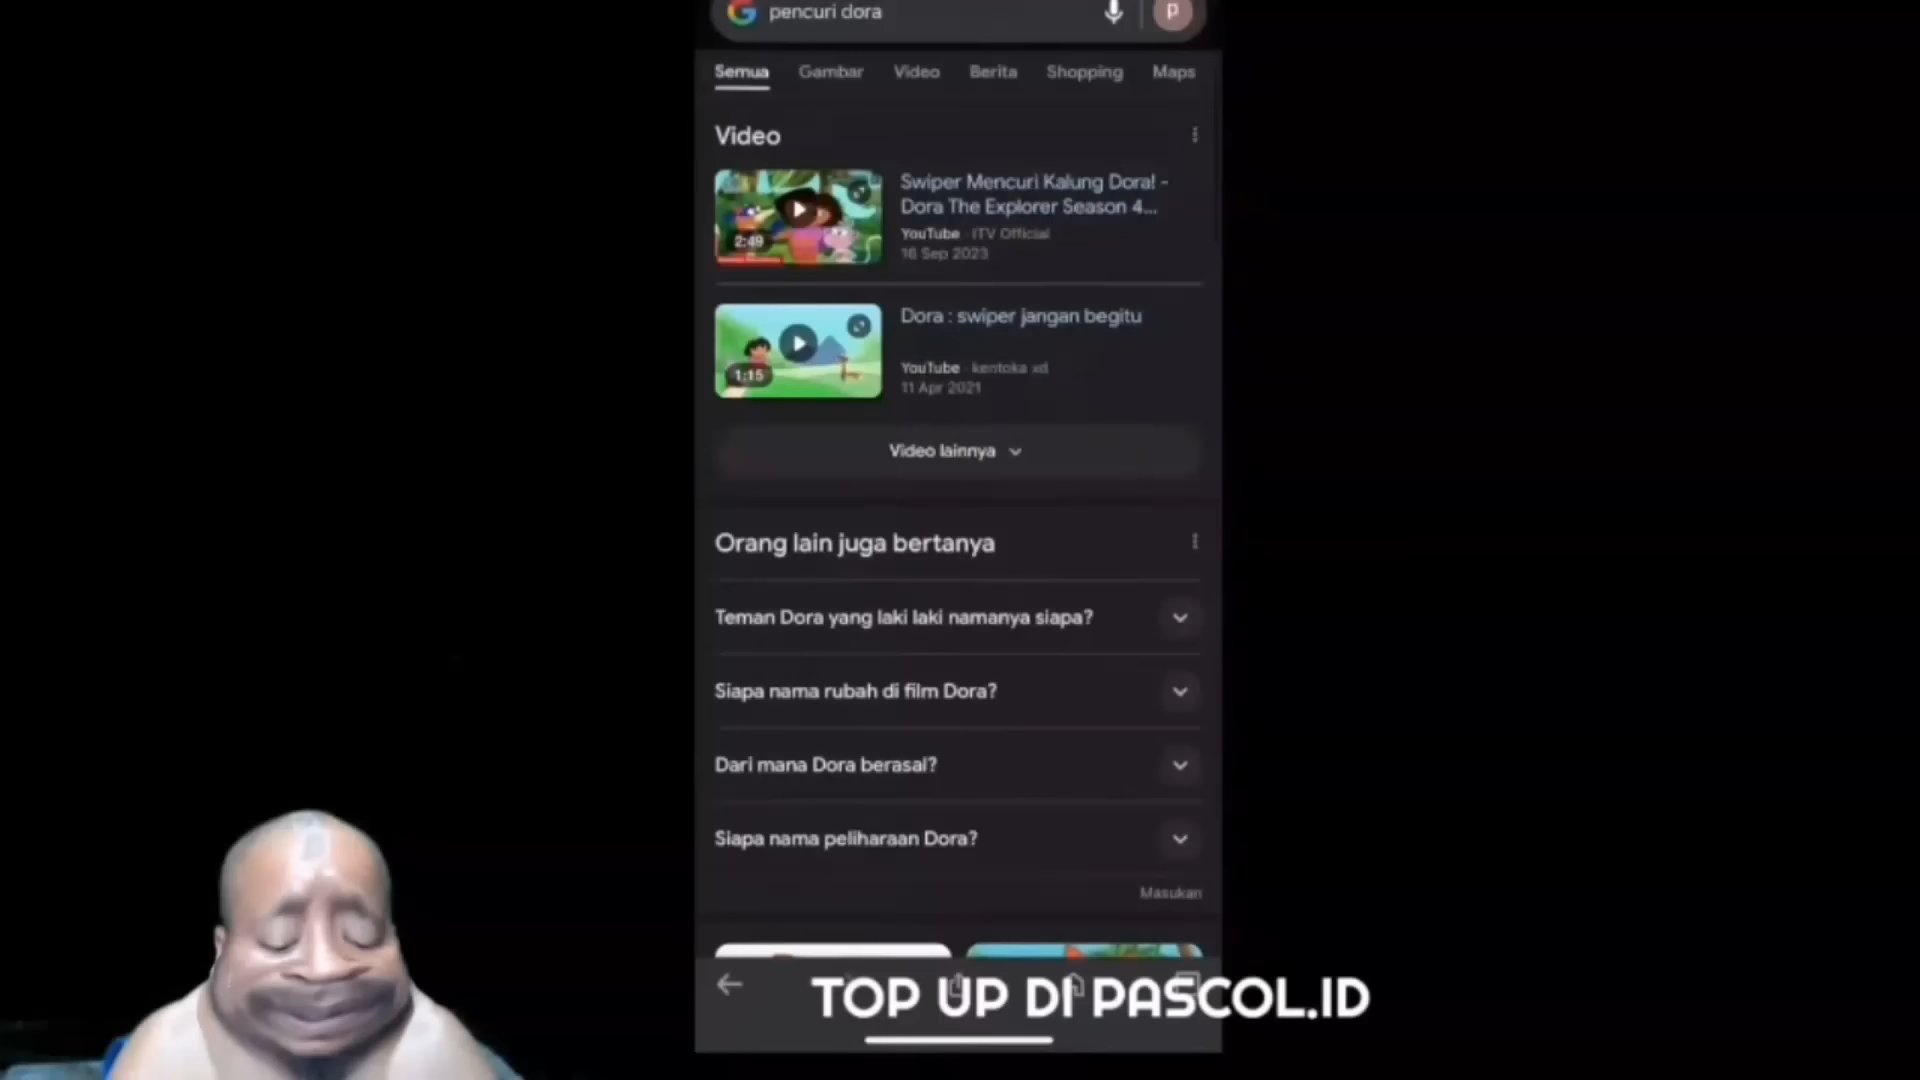 pencuri dora
P
Semua Gambar Video Berita Shopping Maps
Video
Swiper Mencuri Kalung Dora! -
Dora The Explorer Season 4...
YouTube · ITV Official
16 Sep 2023
2:49
Dora : swiper jangan begitu
YouTube · kentoka xd
11 Apr 2021
1:15
Video lainnya
Orang lain juga bertanya
Teman Dora yang laki laki namanya siapa?
Siapa nama rubah di film Dora?
Dari mana Dora berasal?
Siapa nama peliharaan Dora?
Masukan
TOP UP DI PASCOL.ID